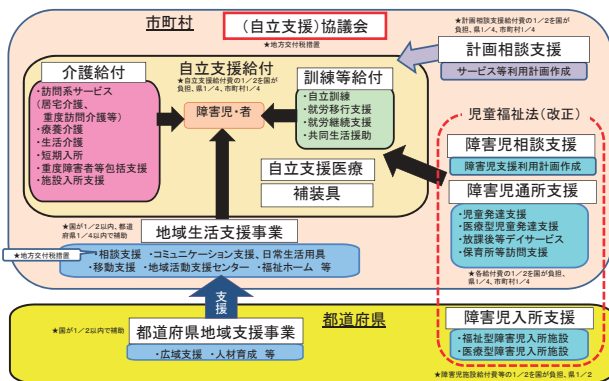 市町村
(自立支援)協議会
★地方交付税措置
★計画相談支援給付費の1/2を国が
負担、県1/4、市町村1/4
計画相談支援
サービス等利用計画作成
介護給付
・訪問系サービス
(居宅介護、
重度訪問介護等)
・療養介護
・生活介護
・短期入所
・重度障害者等包括支援
・施設入所支援
自立支援給付
★自立支援給付費の1/2を国が
負担、県1/4、市町村1/4
障害児・者
訓練等給付
・自立訓練
・就労移行支援
・就労継続支援
・共同生活援助
自立支援医療
補装具
児童福祉法(改正)
障害児相談支援
障害児支援利用計画作成
障害児通所支援
・児童発達支援
・医療型児童発達支援
・放課後等デイサービス
・保育所等訪問支援
★各給付費の1/2を国が負担、
県1/4、市町村1/4
★国が1/2以内、都道
府県1/4以内で補助
地域生活支援事業
★地方交付税措置
・相談支援 ・コミュニケーション支援、日常生活用具
・移動支援 ・地域活動支援センター ・福祉ホーム 等
支援
都道府県
★国が1/2以内で補助
都道府県地域支援事業
・広域支援 ・人材育成 等
障害児入所支援
・福祉型障害児入所施設
・医療型障害児入所施設
★障害児施設給付費等の1/2を国が負担、県1/2